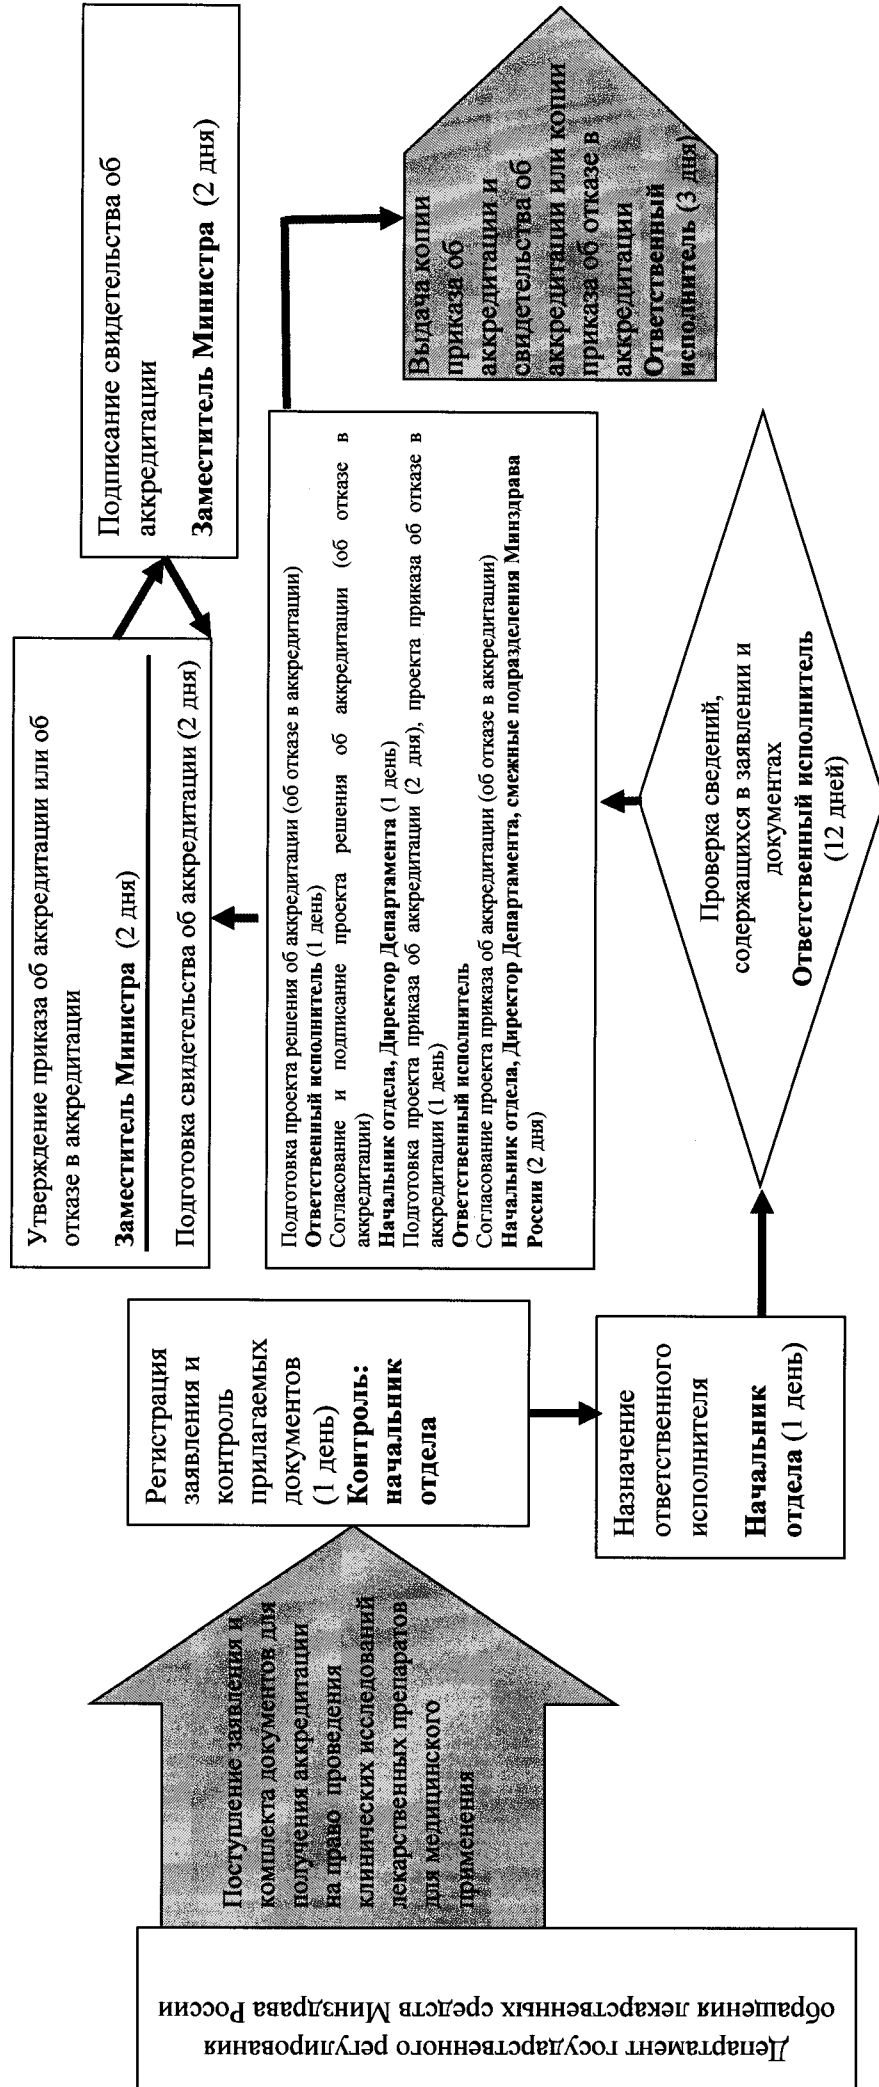 Департамент государственного регулирования
обращения лекарственных средств Минздрава России
Поступление заявления и
комплекта документов для
получения аккредитации
на право проведения
клинических исследований
лекарственных препаратов
для медицинского
применения
Регистрация
заявления и
контроль
прилагаемых
документов
(1 день)
Контроль:
начальник
отдела
Назначение
ответственного
исполнителя
Начальник
отдела (1 день)
Проверка сведений,
содержащихся в заявлении и
документах
Ответственный исполнитель
(12 дней)
Подготовка проекта решения об аккредитации (об отказе в аккредитации)
Ответственный исполнитель (1 день)
Согласование и подписание проекта решения об аккредитации (об отказе в
аккредитации)
Начальник отдела, Директор Департамента (1 день)
Подготовка проекта приказа об аккредитации (2 дня), проекта приказа об отказе в
аккредитации (1 день)
Ответственный исполнитель
Согласование проекта приказа об аккредитации (об отказе в аккредитации)
Начальник отдела, Директор Департамента, смежные подразделения Минздрава
России (2 дня)
Утверждение приказа об аккредитации или об
отказе в аккредитации
Заместитель Министра (2 дня)
Подготовка свидетельства об аккредитации (2 дня)
Подписание свидетельства об
аккредитации
Заместитель Министра (2 дня)
Выдача копии
приказа об
аккредитации и
свидетельства об
аккредитации или копии
приказа об отказе в
аккредитации
Ответственный
исполнитель (3 дня)